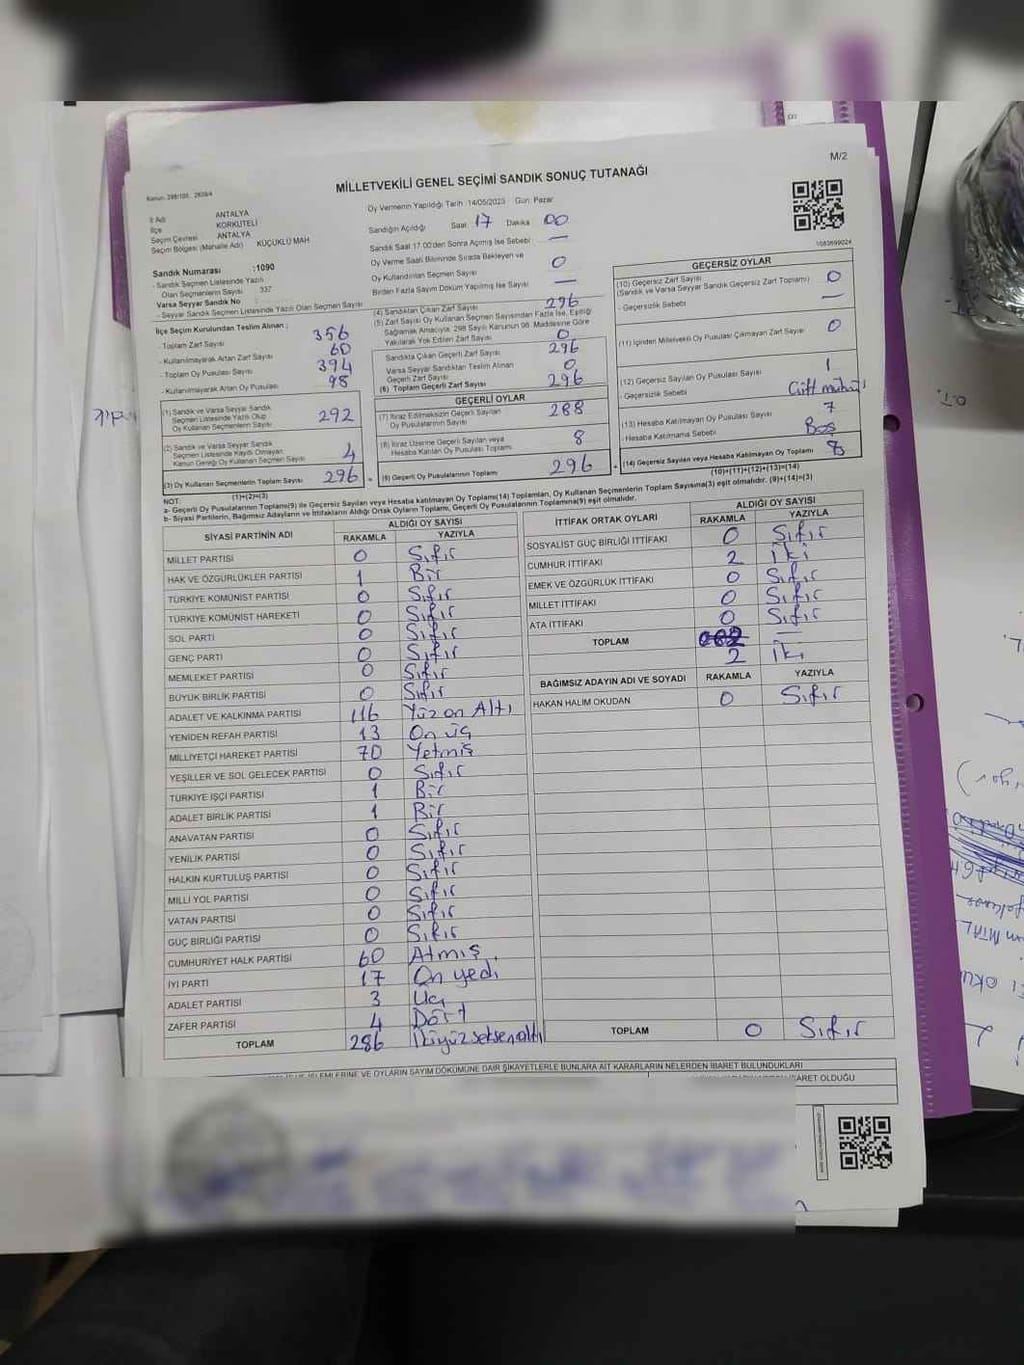 M/2
MİLLETVEKİLİ GENEL SEÇİMİ SANDIK SONUÇ TUTANAĞI
1083699024
İl Adı ANTALYA
İlçe KORKUTELİ
Seçim Çevresi ANTALYA
Seçim Bölgesi (Mahalle Adı) KÜÇÜKLÜ MAH
Sandık Numarası :1090
- Sandık Seçmen Listesinde Yazılı
Olan Seçmenlerin Sayısı 337
Varsa Seyyar Sandık No :
- Seyyar Sandık Seçmen Listesinde Yazılı Olan Seçmen Sayısı
İlçe Seçim Kurulundan Teslim Alınan :
- Toplam Zarf Sayısı 356
- Kullanılmayarak Artan Zarf Sayısı 60
- Toplam Oy Pusulası Sayısı 394
- Kullanılmayarak Artan Oy Pusulası 98
(1) Sandık ve Varsa Seyyar Sandık
Seçmen Listesinde Yazılı Olup
Oy Kullanan Seçmenlerin Sayısı 292
(2) Sandık ve Varsa Seyyar Sandık
Seçmen Listesinde Kayıtlı Olmayan
Kanun Gereği Oy Kullanan Seçmen Sayısı 4
(3) Oy Kullanan Seçmenlerin Toplam Sayısı 296
(1)+(2)=(3)
Oy Vermenin Yapıldığı Tarih :14/05/2023 Gün: Pazar
Sandığın Açıldığı Saat 17 Dakika 00
Sandık Saat 17.00'den Sonra Açılmış İse Sebebi —
Oy Verme Saati Bitiminde Sırada Bekleyen ve
Oy Kullandırılan Seçmen Sayısı 0
Birden Fazla Sayım Döküm Yapılmış İse Sayısı —
(4) Sandıktan Çıkan Zarf Sayısı 296
(5) Zarf Sayısı Oy Kullanan Seçmen Sayısından Fazla İse, Eşitliği
Sağlamak Amacıyla, 298 Sayılı Kanunun 98. Maddesine Göre
Yakılarak Yok Edilen Zarf Sayısı 0
Sandıkta Çıkan Geçerli Zarf Sayısı 296
Varsa Seyyar Sandıktan Teslim Alınan
Geçerli Zarf Sayısı 0
(6) Toplam Geçerli Zarf Sayısı 296
GEÇERLİ OYLAR
(7) İtiraz Edilmeksizin Geçerli Sayılan
Oy Pusulasının Sayısı 288
(8) İtiraz Üzerine Geçerli Sayılan veya
Hesaba Katılan Oy Pusulası Toplamı 8
(9) Geçerli Oy Pusulalarının Toplamı 296
GEÇERSİZ OYLAR
(10) Geçersiz Zarf Sayısı
(Sandık ve Varsa Seyyar Sandık Geçersiz Zarf Toplamı) 0
- Geçersizlik Sebebi —
(11) İçinden Milletvekili Oy Pusulası Çıkmayan Zarf Sayısı 0
(12) Geçersiz Sayılan Oy Pusulası Sayısı 1
- Geçersizlik Sebebi Çift mühür
(13) Hesaba Katılmayan Oy Pusulası Sayısı 7
- Hesaba Katılmama Sebebi Boş
(14) Geçersiz Sayılan veya Hesaba Katılmayan Oy Toplamı 8
(10)+(11)+(12)+(13)=(14)
NOT:
a- Geçerli Oy Pusulalarının Toplamı(9) ile Geçersiz veya Hesaba katılmayan Oy Toplamı(14) Toplamları, Oy Kullanan Seçmenlerin Toplam Sayısına(3) eşit olmalıdır. (9)+(14)=(3)
b- Siyasi Partilerin, Bağımsız Adayların ve İttifakların Aldığı Ortak Oyların Toplamı, Geçerli Oy Pusulalarının Toplamına(9) eşit olmalıdır.
SİYASİ PARTİNİN ADI ALDIĞI OY SAYISI
RAKAMLA YAZIYLA
MİLLET PARTİSİ 0 Sıfır
HAK VE ÖZGÜRLÜKLER PARTİSİ 1 Bir
TÜRKİYE KOMÜNİST PARTİSİ 0 Sıfır
TÜRKİYE KOMÜNİST HAREKETİ 0 Sıfır
SOL PARTİ 0 Sıfır
GENÇ PARTİ 0 Sıfır
MEMLEKET PARTİSİ 0 Sıfır
BÜYÜK BİRLİK PARTİSİ 0 Sıfır
ADALET VE KALKINMA PARTİSİ 116 Yüz on Altı
YENİDEN REFAH PARTİSİ 13 On üç
MİLLİYETÇİ HAREKET PARTİSİ 70 Yetmiş
YEŞİLLER VE SOL GELECEK PARTİSİ 0 Sıfır
TÜRKİYE İŞÇİ PARTİSİ 1 Bir
ADALET BİRLİK PARTİSİ 1 Bir
ANAVATAN PARTİSİ 0 Sıfır
YENİLİK PARTİSİ 0 Sıfır
HALKIN KURTULUŞ PARTİSİ 0 Sıfır
MİLLİ YOL PARTİSİ 0 Sıfır
VATAN PARTİSİ 0 Sıfır
GÜÇ BİRLİĞİ PARTİSİ 0 Sıfır
CUMHURİYET HALK PARTİSİ 60 Atmış
İYİ PARTİ 17 On yedi
ADALET PARTİSİ 3 Üç
ZAFER PARTİSİ 4 Dört
TOPLAM 286 İkiyüzseksenaltı
İTTİFAK ORTAK OYLARI ALDIĞI OY SAYISI
RAKAMLA YAZIYLA
SOSYALİST GÜÇ BİRLİĞİ İTTİFAKI 0 Sıfır
CUMHUR İTTİFAKI 2 İki
EMEK VE ÖZGÜRLÜK İTTİFAKI 0 Sıfır
MİLLET İTTİFAKI 0 Sıfır
ATA İTTİFAKI 0 Sıfır
TOPLAM —
2 İki
BAĞIMSIZ ADAYIN ADI VE SOYADI RAKAMLA YAZIYLA
HAKAN HALİM OKUDAN 0 Sıfır
TOPLAM 0 Sıfır
İŞLEMLERİNE VE OYLARIN SAYIM DÖKÜMÜNE DAİR ŞİKAYETLERLE BUNLARA AİT KARARLARIN NELERDEN İBARET BULUNDUKLARI
İBARET OLDUĞU